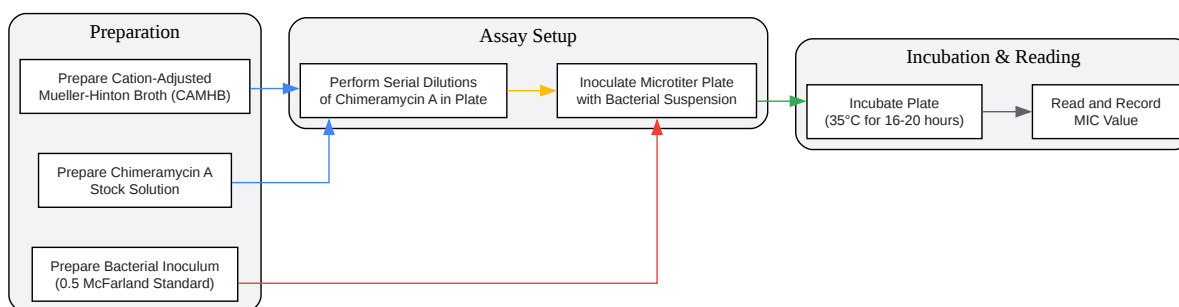 Preparation
Prepare Cation-Adjusted
Mueller-Hinton Broth (CAMHB)
Prepare Chimeramycin A
Stock Solution
Prepare Bacterial Inoculum
(0.5 McFarland Standard)
Assay Setup
Perform Serial Dilutions
of Chimeramycin A in Plate
Inoculate Microtiter Plate
with Bacterial Suspension
Incubation & Reading
Incubate Plate
(35°C for 16-20 hours)
Read and Record
MIC Value